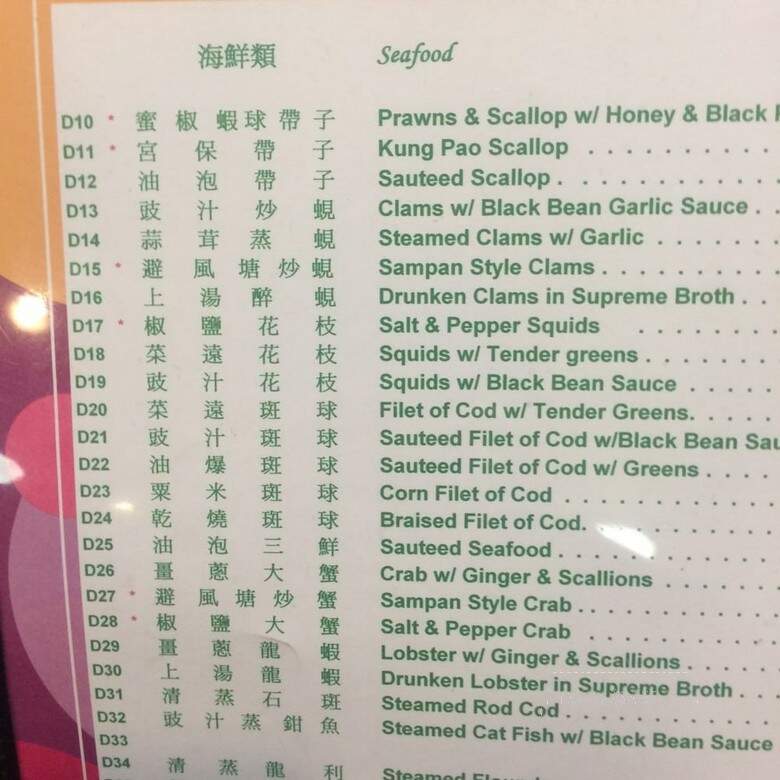 海鮮類 Seafood
D10 * 蜜椒蝦球帶子 Prawns & Scallop w/ Honey & Black
D11 * 宮保帶子 Kung Pao Scallop . . . . . . . . . .
D12 油泡帶子 Sauteed Scallop . . . . . . . . . . .
D13 豉汁炒蜆 Clams w/ Black Bean Garlic Sauce . .
D14 蒜茸蒸蜆 Steamed Clams w/ Garlic . . . . . . .
D15 * 避風塘炒蜆 Sampan Style Clams . . . . . . . . .
D16 上湯醉蜆 Drunken Clams in Supreme Broth . .
D17 * 椒鹽花枝 Salt & Pepper Squids . . . . . . . .
D18 菜遠花枝 Squids w/ Tender greens . . . . . . .
D19 豉汁花枝 Squids w/ Black Bean Sauce . . . . .
D20 菜遠斑球 Filet of Cod w/ Tender Greens. . . . .
D21 豉汁斑球 Sauteed Filet of Cod w/Black Bean Sau
D22 油爆斑球 Sauteed Filet of Cod w/ Greens . . . .
D23 粟米斑球 Corn Filet of Cod . . . . . . . . . .
D24 乾燒斑球 Braised Filet of Cod. . . . . . . . .
D25 油泡三鮮 Sauteed Seafood . . . . . . . . . . .
D26 薑蔥大蟹 Crab w/ Ginger & Scallions . . . . . .
D27 * 避風塘炒蟹 Sampan Style Crab . . . . . . . . . .
D28 * 椒鹽大蟹 Salt & Pepper Crab . . . . . . . . .
D29 薑蔥龍蝦 Lobster w/ Ginger & Scallions . . . .
D30 上湯龍蝦 Drunken Lobster in Supreme Broth . .
D31 清蒸石斑 Steamed Rod Cod . . . . . . . . . .
D32 豉汁蒸鉗魚 Steamed Cat Fish w/ Black Bean Sauce
D33
D34 清蒸龍利 Steamed